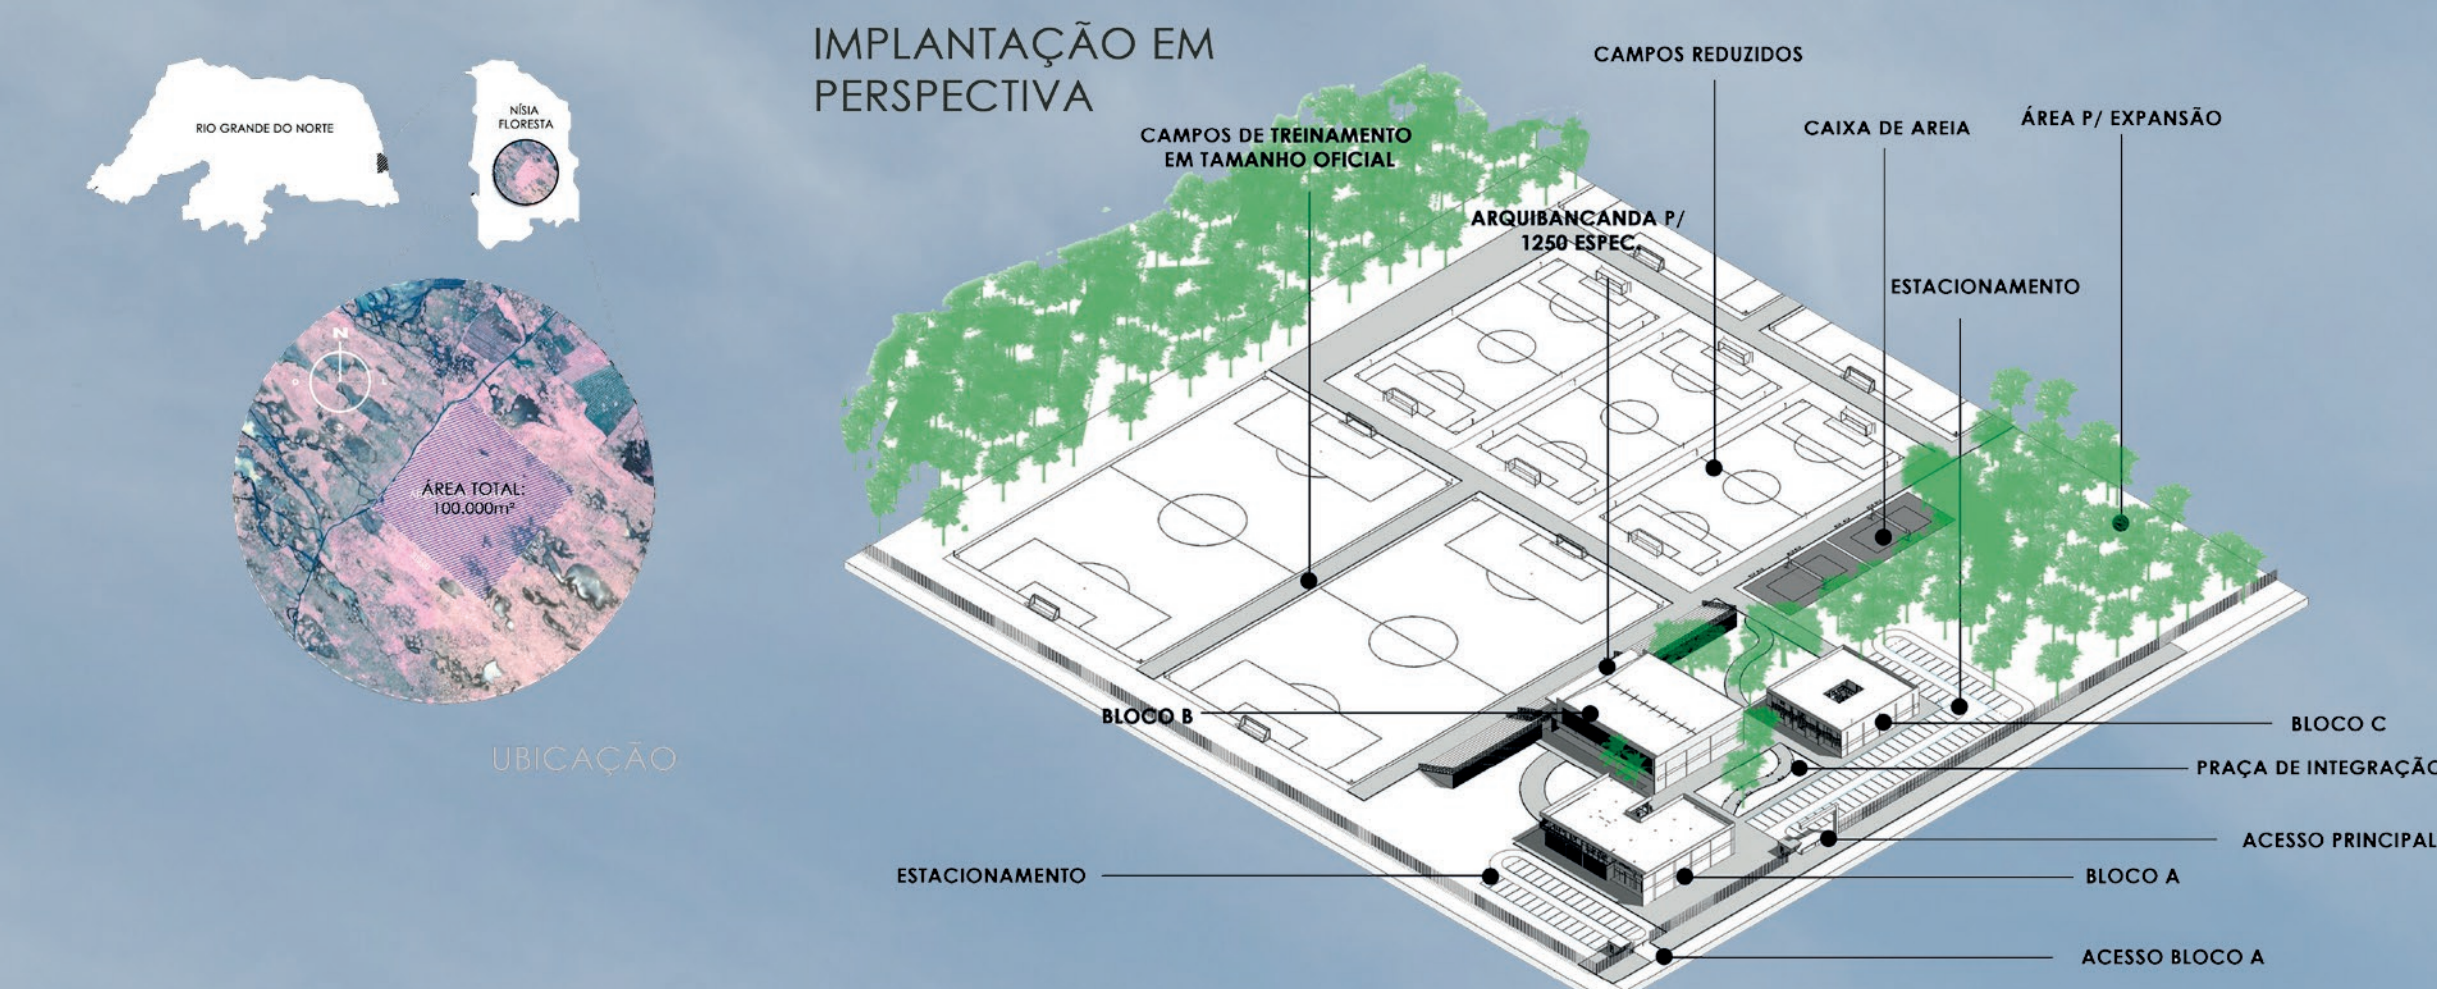 IMPLANTAÇÃO EM
PERSPECTIVA
RIO GRANDE DO NORTE
NÍSIA
FLORESTA
N
O
L
ÁREA TOTAL:
100.000m²
UBICAÇÃO
CAMPOS REDUZIDOS
CAMPOS DE TREINAMENTO
EM TAMANHO OFICIAL
CAIXA DE AREIA
ÁREA P/ EXPANSÃO
ARQUIBANCANDA P/
1250 ESPEC.
ESTACIONAMENTO
BLOCO B
BLOCO C
PRAÇA DE INTEGRAÇÃO
ACESSO PRINCIPAL
ESTACIONAMENTO
BLOCO A
ACESSO BLOCO A